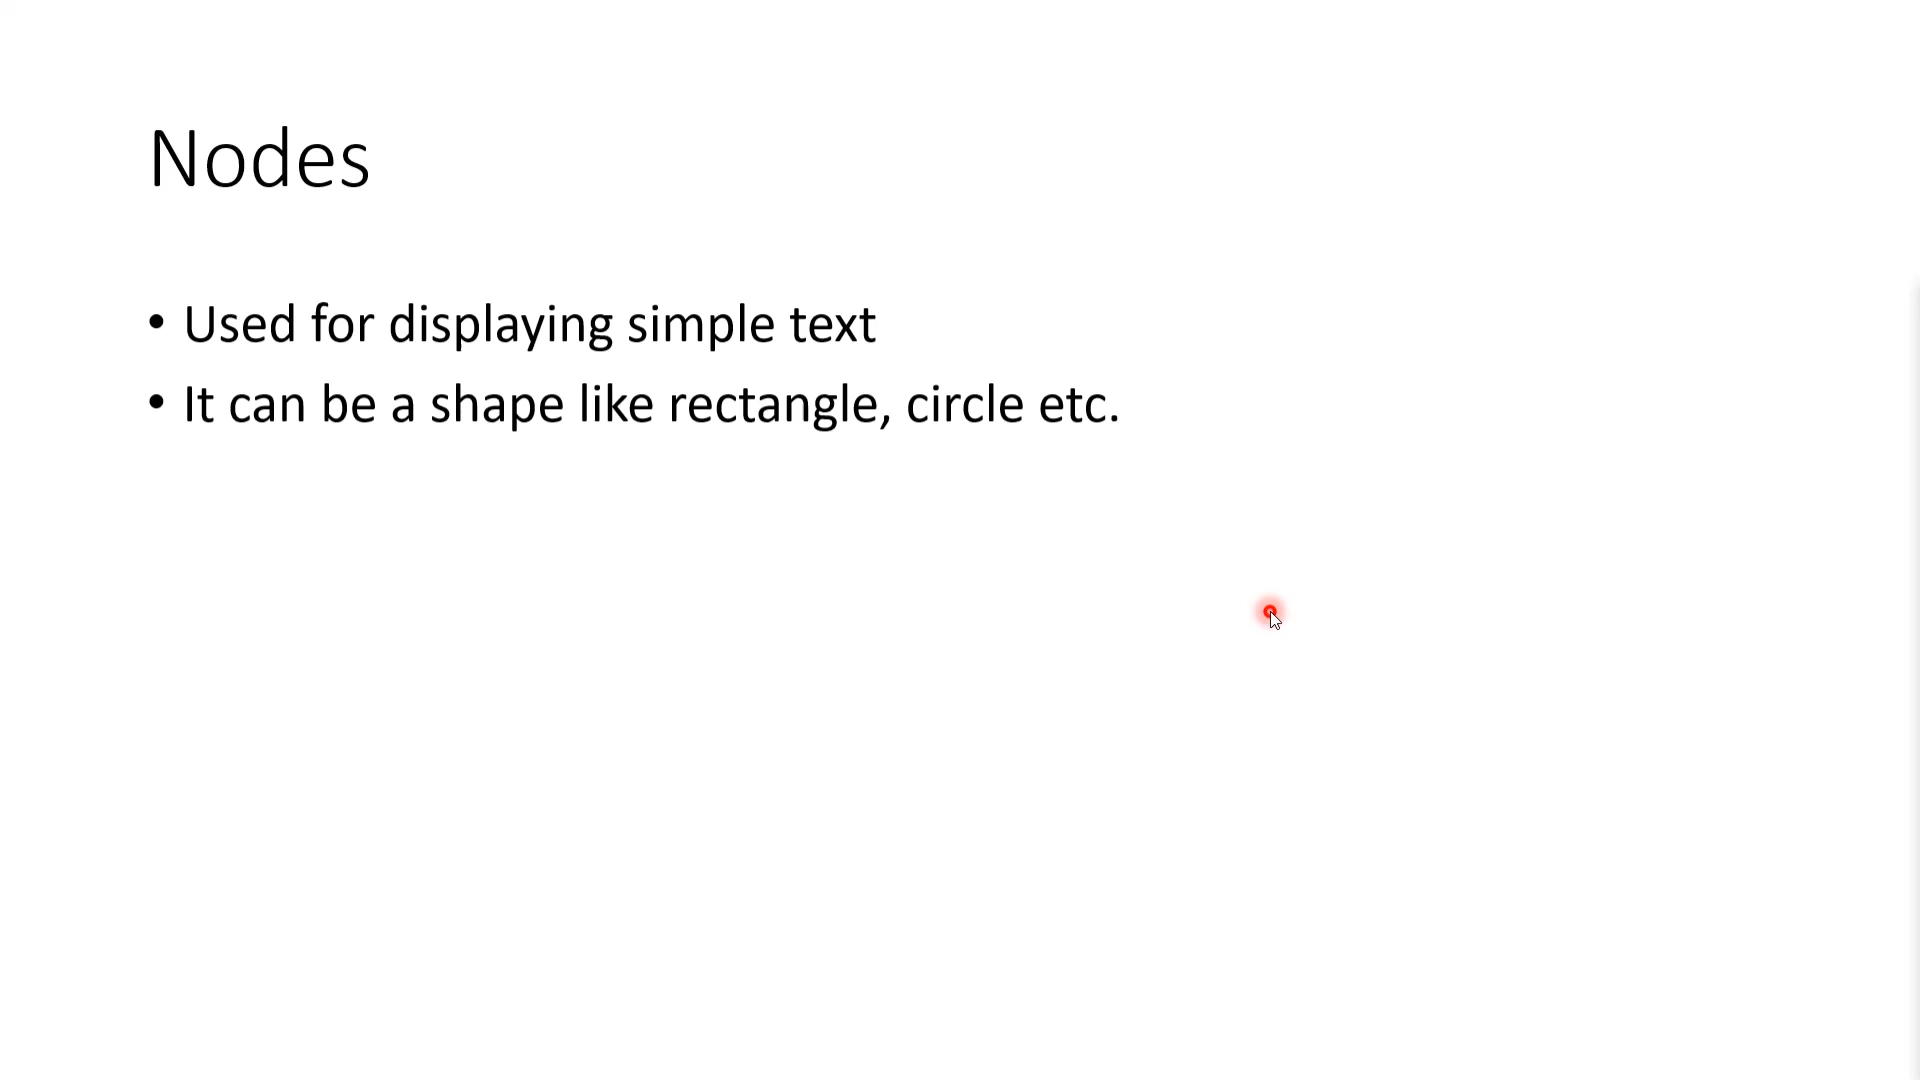 Nodes
• Used for displaying simple text
• It can be a shape like rectangle, circle etc.